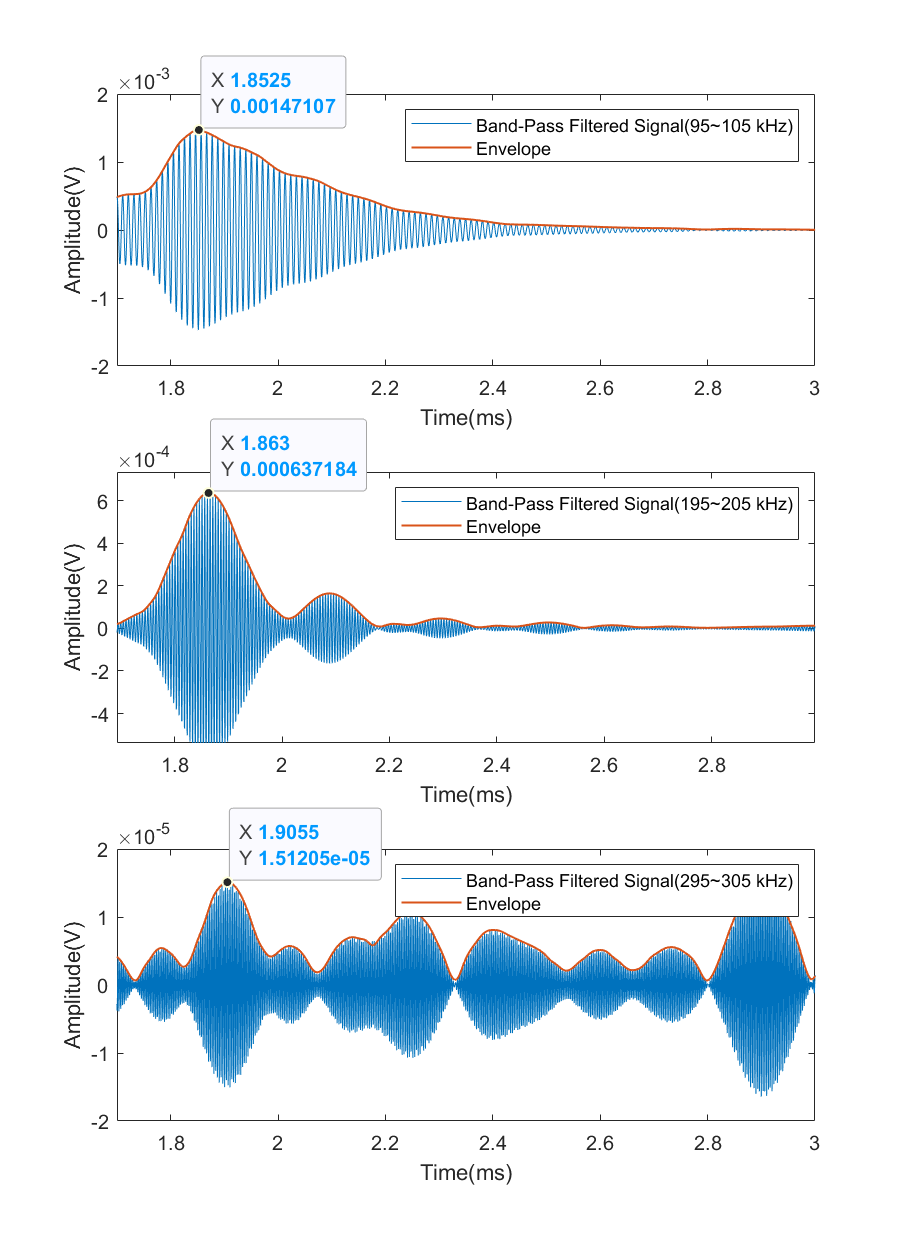 X 1.8525
Y 0.00147107
×10-3
2
1
0
-1
-2
Amplitude(V)
Band-Pass Filtered Signal(95~105 kHz)
Envelope
1.8
2
2.2
2.4
2.6
2.8
3
Time(ms)
X 1.863
Y 0.000637184
×10-4
6
4
2
0
-2
-4
Amplitude(V)
Band-Pass Filtered Signal(195~205 kHz)
Envelope
1.8
2
2.2
2.4
2.6
2.8
Time(ms)
X 1.9055
Y 1.51205e-05
×10-5
2
1
0
-1
-2
Amplitude(V)
Band-Pass Filtered Signal(295~305 kHz)
Envelope
1.8
2
2.2
2.4
2.6
2.8
3
Time(ms)